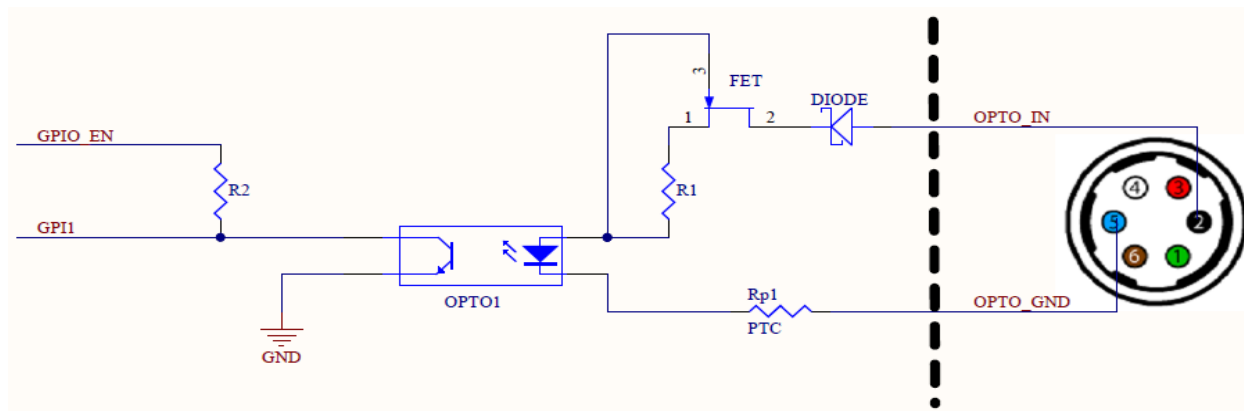 3
FET
DIODE
1
2
OPTO_IN
GPIO_EN
R2
R1
GPI1
4
3
5
2
6
1
OPTO1
Rp1
PTC
OPTO_GND
GND